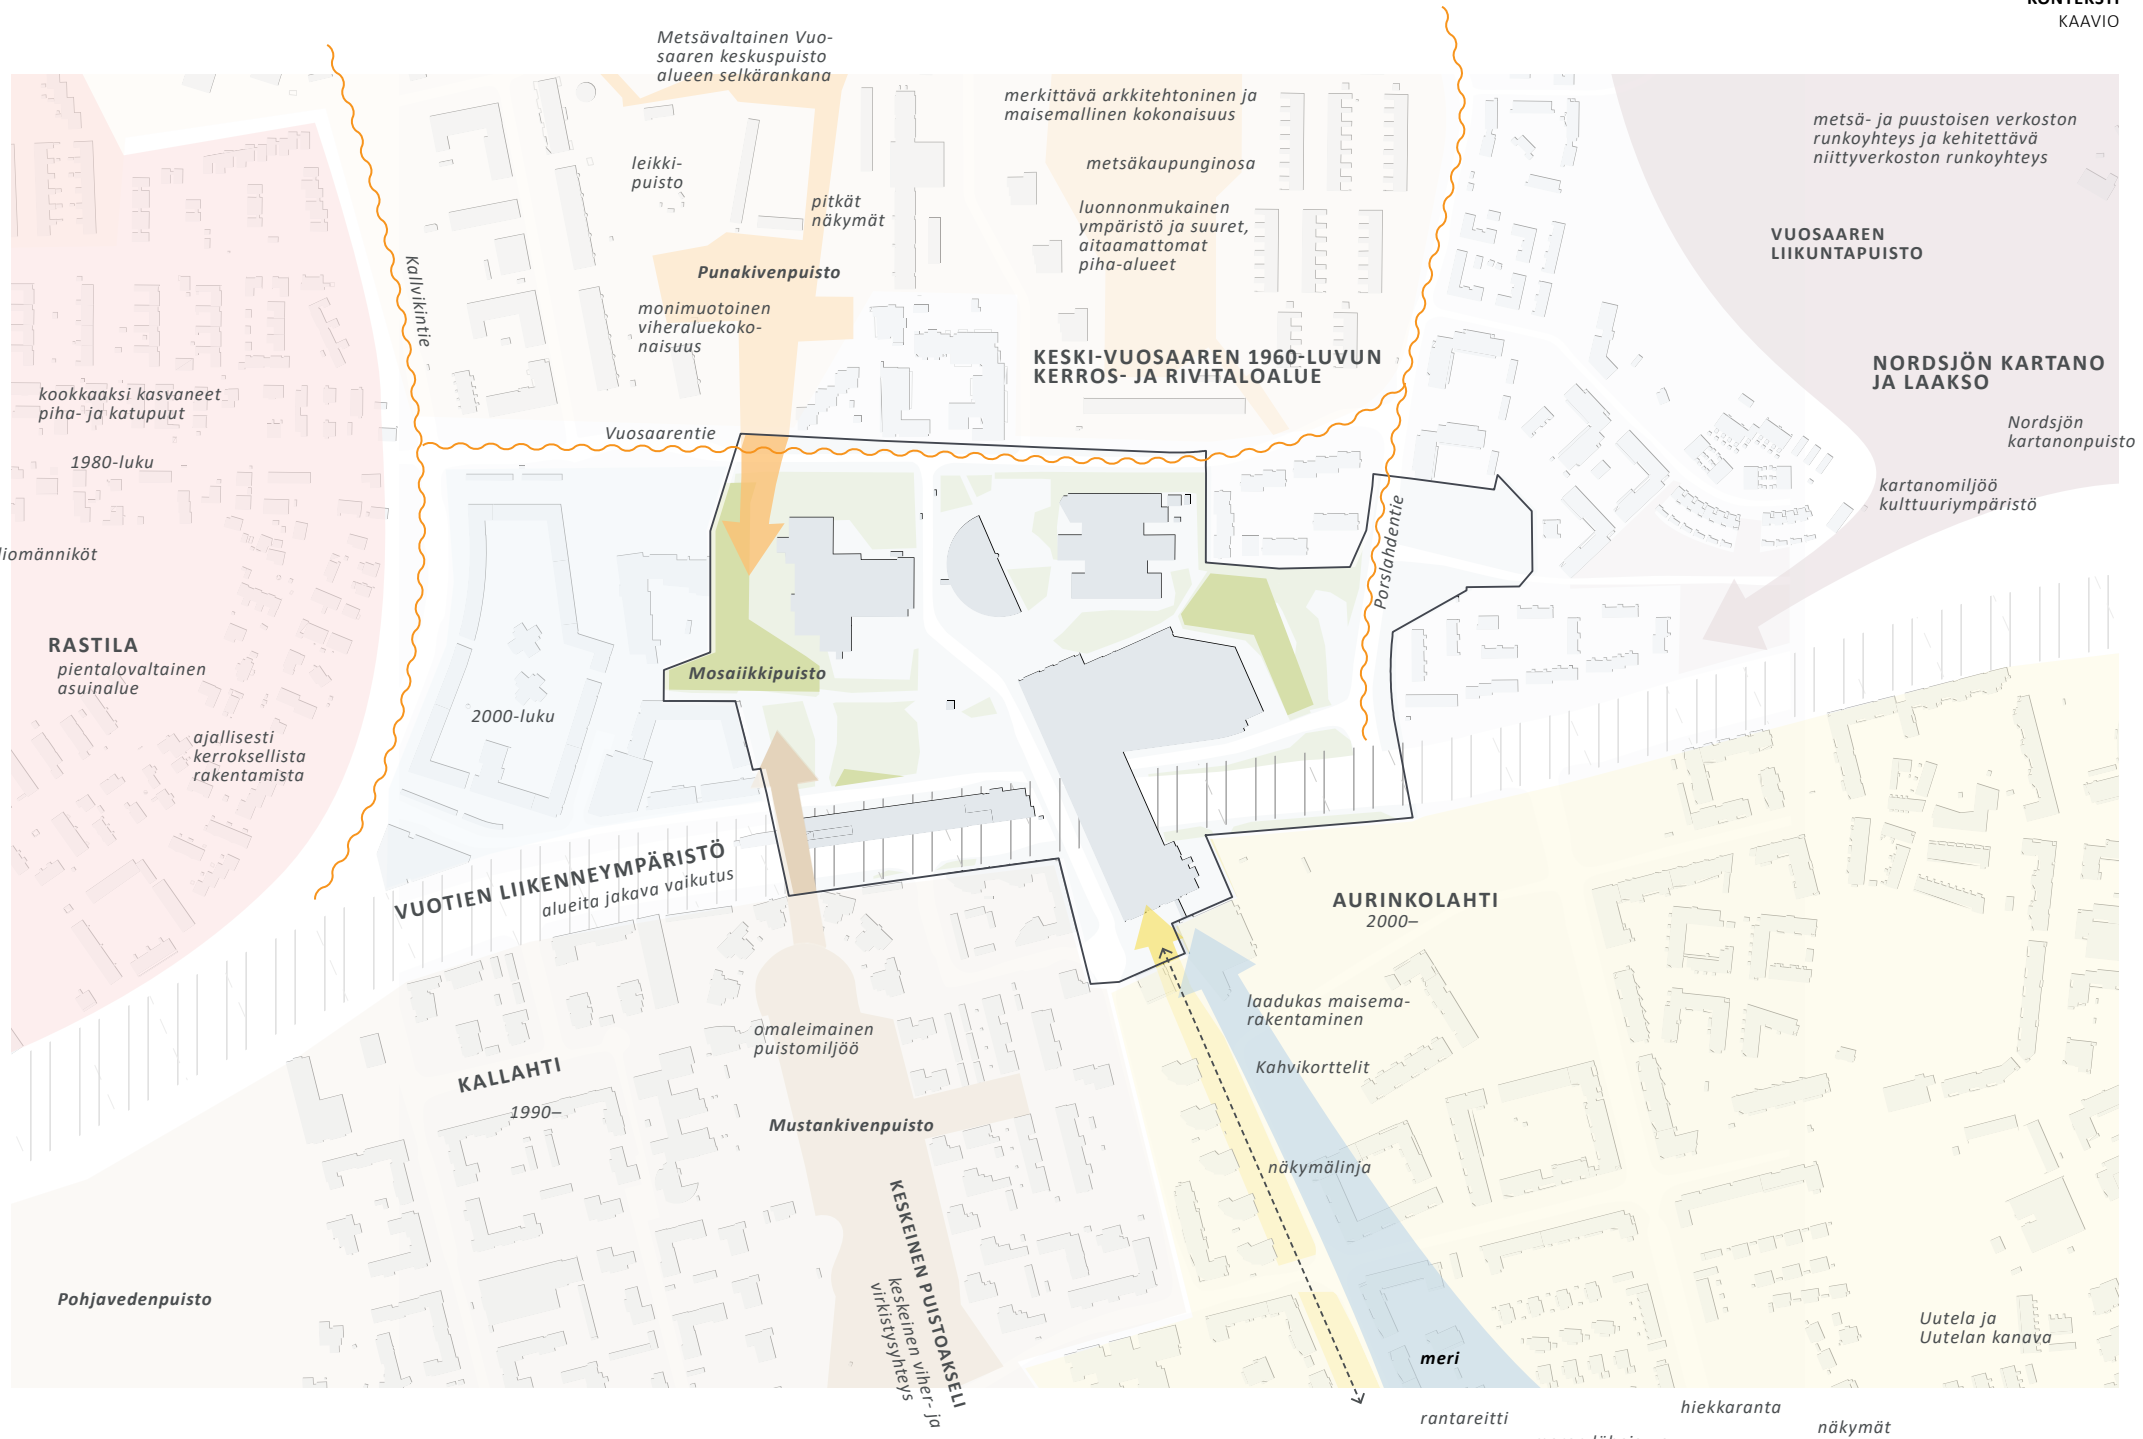 KONTEKSTI
KAAVIO
Metsävaltainen Vuo-
saaren keskuspuisto
alueen selkärankana
merkittävä arkkitehtoninen ja
maisemallinen kokonaisuus
metsä- ja puustoisen verkoston
runkoyhteys ja kehitettävä
niittyverkoston runkoyhteys
leikki-
puisto
metsäkaupunginosa
pitkät
näkymät
luonnonmukainen
ympäristö ja suuret,
aitaamattomat
piha-alueet
VUOSAAREN
LIIKUNTAPUISTO
Kallvikintie
Punakivenpuisto
monimuotoinen
viheraluekoko-
naisuus
KESKI-VUOSAAREN 1960-LUVUN
KERROS- JA RIVITALOALUE
NORDSJÖN KARTANO
JA LAAKSO
kookkaaksi kasvaneet
piha- ja katupuut
Nordsjön
kartanonpuisto
Vuosaarentie
1980-luku
kartanomiljöö
kulttuuriympäristö
Porslahdentie
RASTILA
pientalovaltainen
asuinalue
Mosaiikkipuisto
2000-luku
ajallisesti
kerroksellista
rakentamista
VUOTIEN LIIKENNEYMPÄRISTÖ
alueita jakava vaikutus
AURINKOLAHTI
2000–
laadukas maisema-
rakentaminen
omaleimainen
puistomiljöö
Kahvikorttelit
KALLAHTI
1990–
Mustankivenpuisto
näkymälinja
KESKEINEN PUISTOAKSELI
keskeinen viher- ja
virkistysyhteys
Pohjavedenpuisto
Uutela ja
Uutelan kanava
meri
rantareitti
hiekkaranta
näkymät